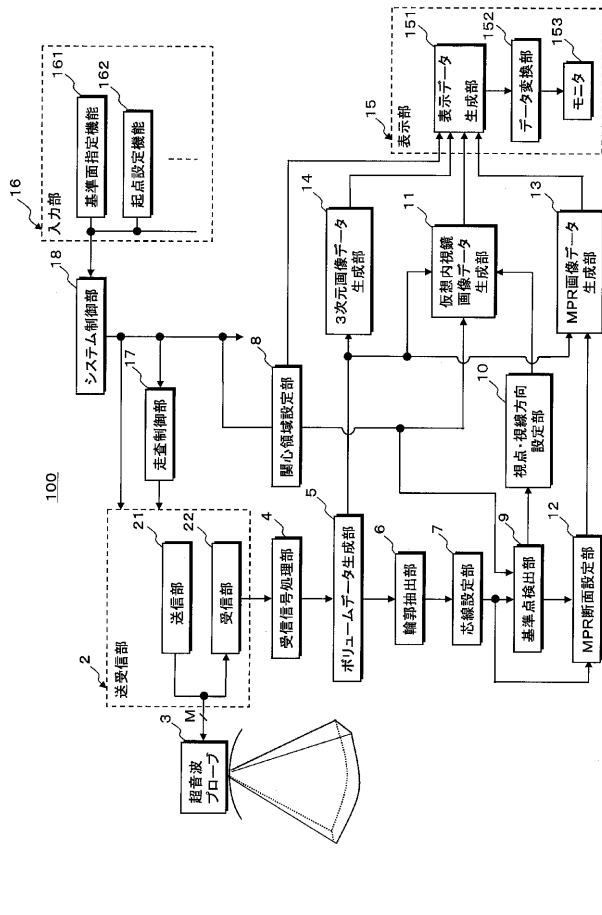 100
3
超音波
プローブ
M
2
送受信部
21
送信部
22
受信部
17
走査制御部
18
システム制御部
16
入力部
161
基準面指定機能
162
起点設定機能
4
受信信号処理部
5
ボリュームデータ生成部
6
輪郭抽出部
7
芯線設定部
8
関心領域設定部
9
基準点検出部
10
視点・視線方向
設定部
12
MPR断面設定部
14
3次元画像データ
生成部
11
仮想内視鏡
画像データ
生成部
13
MPR画像データ
生成部
15
表示部
151
表示データ
生成部
152
データ変換部
153
モニタ